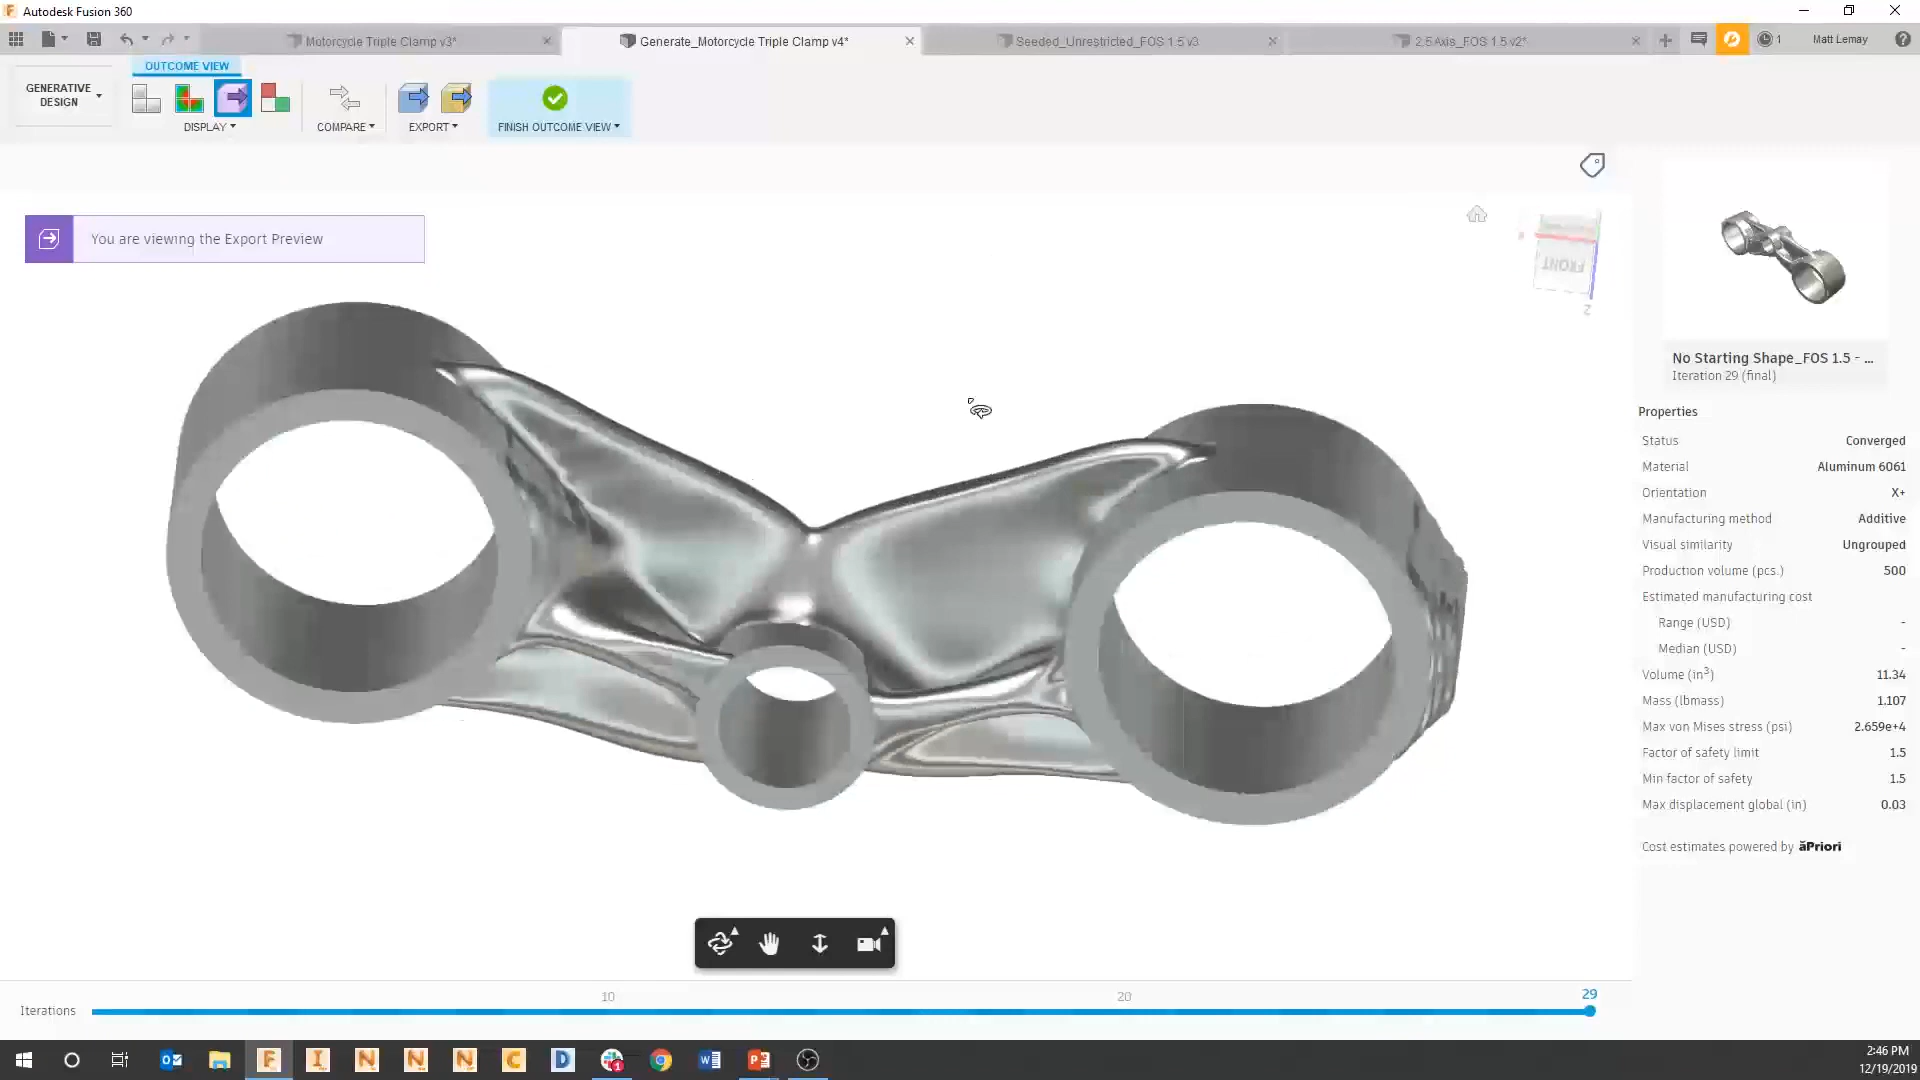 Autodesk Fusion 360
Motorcycle Triple Clamp v3*
Generate_Motorcycle Triple Clamp v4*
Seeded_Unrestricted_FOS 1.5 v3
2.5 Axis_FOS 1.5 v2*
1
Matt Lemay
OUTCOME VIEW
GENERATIVE
DESIGN
DISPLAY
COMPARE
EXPORT
FINISH OUTCOME VIEW
You are viewing the Export Preview
FRONT
Z
No Starting Shape_FOS 1.5 - ...
Iteration 29 (final)
Properties
Status Converged
Material Aluminum 6061
Orientation X+
Manufacturing method Additive
Visual similarity Ungrouped
Production volume (pcs.) 500
Estimated manufacturing cost
Range (USD) -
Median (USD) -
Volume (in³) 11.34
Mass (lbmass) 1.107
Max von Mises stress (psi) 2.659e+4
Factor of safety limit 1.5
Min factor of safety 1.5
Max displacement global (in) 0.03
Cost estimates powered by āPriori
10 20 29
Iterations
2:46 PM
12/19/2019